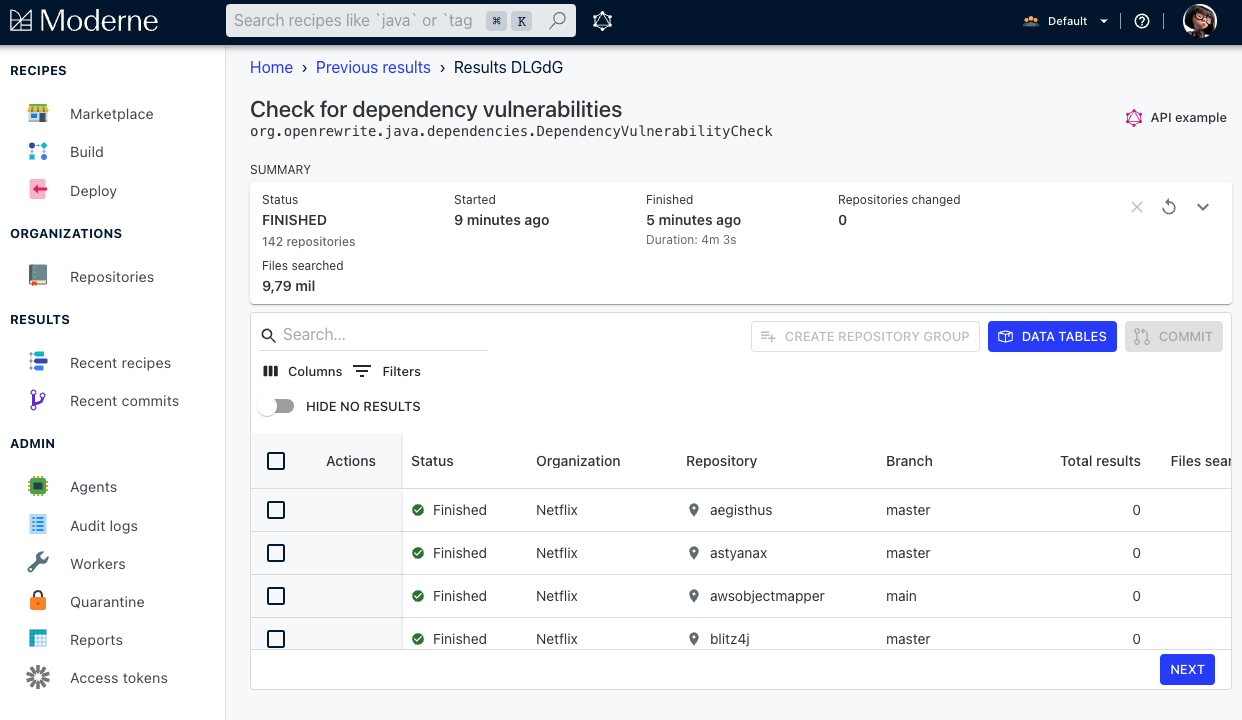 Moderne
Search recipes like `java` or `tag
⌘ K
Default
RECIPES
Marketplace
Build
Deploy
ORGANIZATIONS
Repositories
RESULTS
Recent recipes
Recent commits
ADMIN
Agents
Audit logs
Workers
Quarantine
Reports
Access tokens
Home › Previous results › Results DLGdG
Check for dependency vulnerabilities
org.openrewrite.java.dependencies.DependencyVulnerabilityCheck
API example
SUMMARY
Status Started Finished Repositories changed
FINISHED 9 minutes ago 5 minutes ago 0
142 repositories Duration: 4m 3s
Files searched
9,79 mil
Search...
CREATE REPOSITORY GROUP DATA TABLES COMMIT
Columns Filters
HIDE NO RESULTS
Actions Status Organization Repository Branch Total results Files sear
Finished Netflix aegisthus master 0
Finished Netflix astyanax master 0
Finished Netflix awsobjectmapper main 0
Finished Netflix blitz4j master 0
NEXT